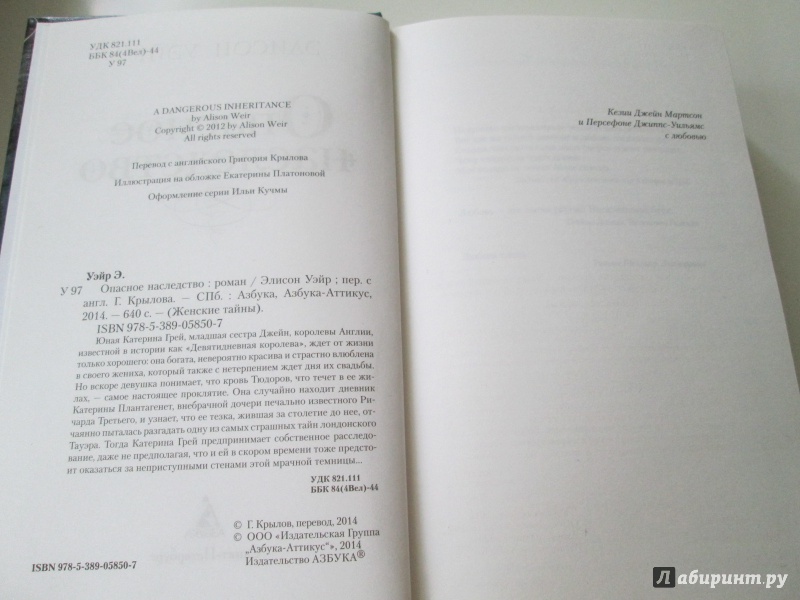 УДК 821.111
ББК 84(4Вел)-44
У 97
A DANGEROUS INHERITANCE
by Alison Weir
Copyright © 2012 by Alison Weir
All rights reserved
Перевод с английского Григория Крылова
Иллюстрация на обложке Екатерины Платоновой
Оформление серии Ильи Кучмы
Уэйр Э.
У 97 Опасное наследство : роман / Элисон Уэйр ; пер. с
англ. Г. Крылова. — СПб. : Азбука, Азбука-Аттикус,
2014. — 640 с. — (Женские тайны).
ISBN 978-5-389-05850-7
Юная Катерина Грей, младшая сестра Джейн, королевы Англии,
известной в истории как «Девятидневная королева», ждет от жизни
только хорошего: она богата, невероятно красива и страстно влюблена
в своего жениха, который также с нетерпением ждет дня их свадьбы.
Но вскоре девушка понимает, что кровь Тюдоров, что течет в ее жи-
лах, — самое настоящее проклятие. Она случайно находит дневник
Катерины Плантагенет, внебрачной дочери печально известного Ри-
чарда Третьего, и узнает, что ее тезка, жившая за столетие до нее, от-
чаянно пыталась разгадать одну из самых страшных тайн лондонского
Тауэра. Тогда Катерина Грей предпринимает собственное расследо-
вание, даже не предполагая, что и ей в скором времени тоже предсто-
ит оказаться за неприступными стенами этой мрачной темницы...
УДК 821.111
ББК 84(4Вел)-44
© Г. Крылов, перевод, 2014
© ООО «Издательская Группа
„Азбука-Аттикус“», 2014
Издательство АЗБУКА®
ISBN 978-5-389-05850-7
Кезии Джейн Мартсон
и Персефоне Джиппс-Уильямс
с любовью
Лабиринт.ру